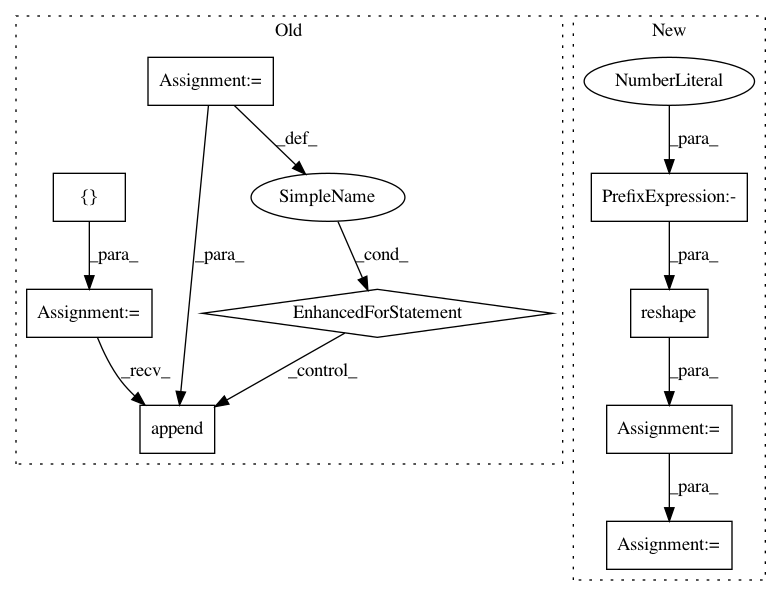 Old
New
Assignment:=
NumberLiteral
_def_
_para_
{}
SimpleName
PrefixExpression:-
_para_
_para_
_cond_
_para_
Assignment:=
EnhancedForStatement
reshape
_recv_
_control_
_para_
append
Assignment:=
_para_
Assignment:=